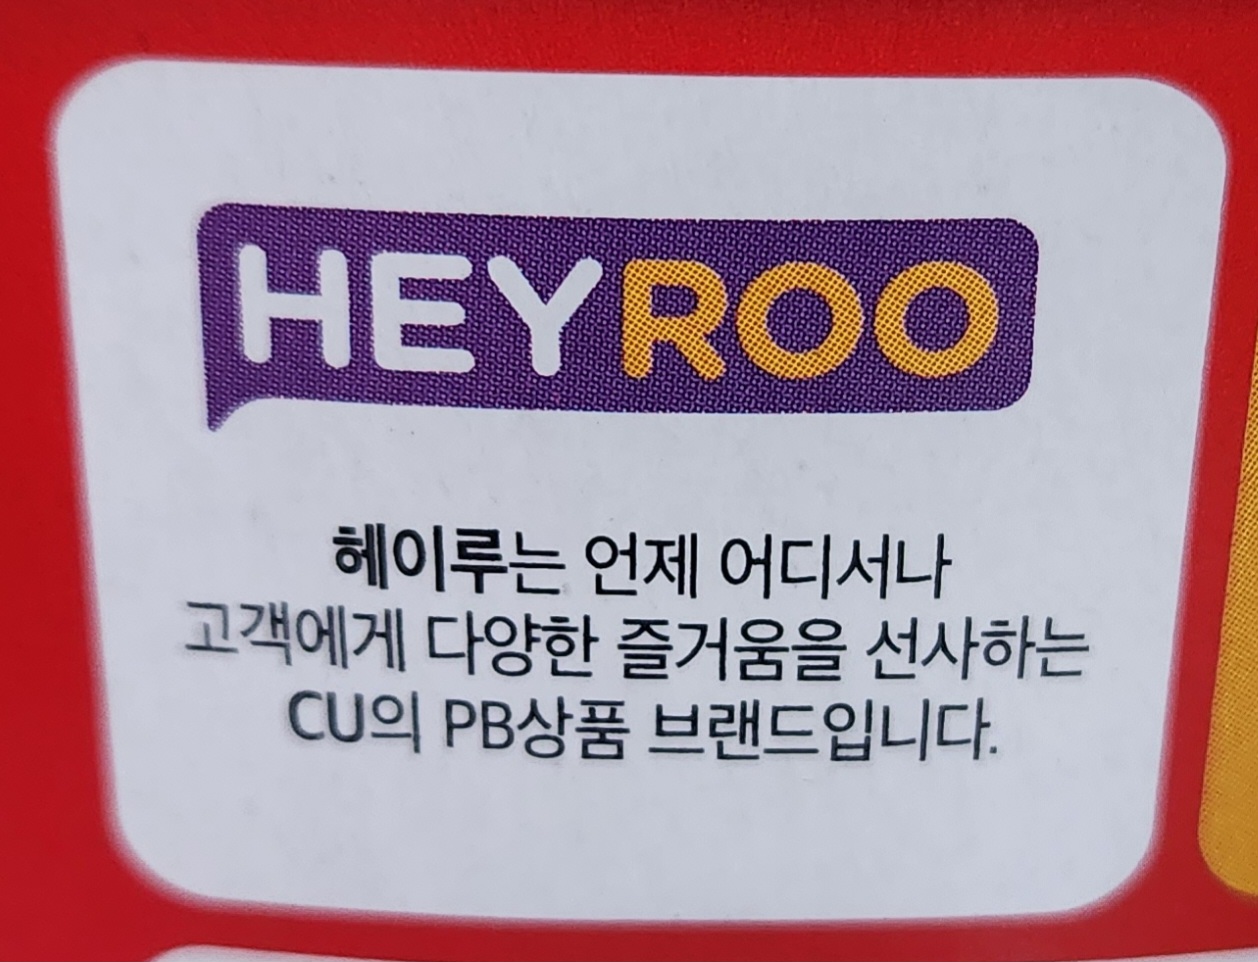 HEYROO
헤이루는 언제 어디서나
고객에게 다양한 즐거움을 선사하는
CU의 PB상품 브랜드입니다.